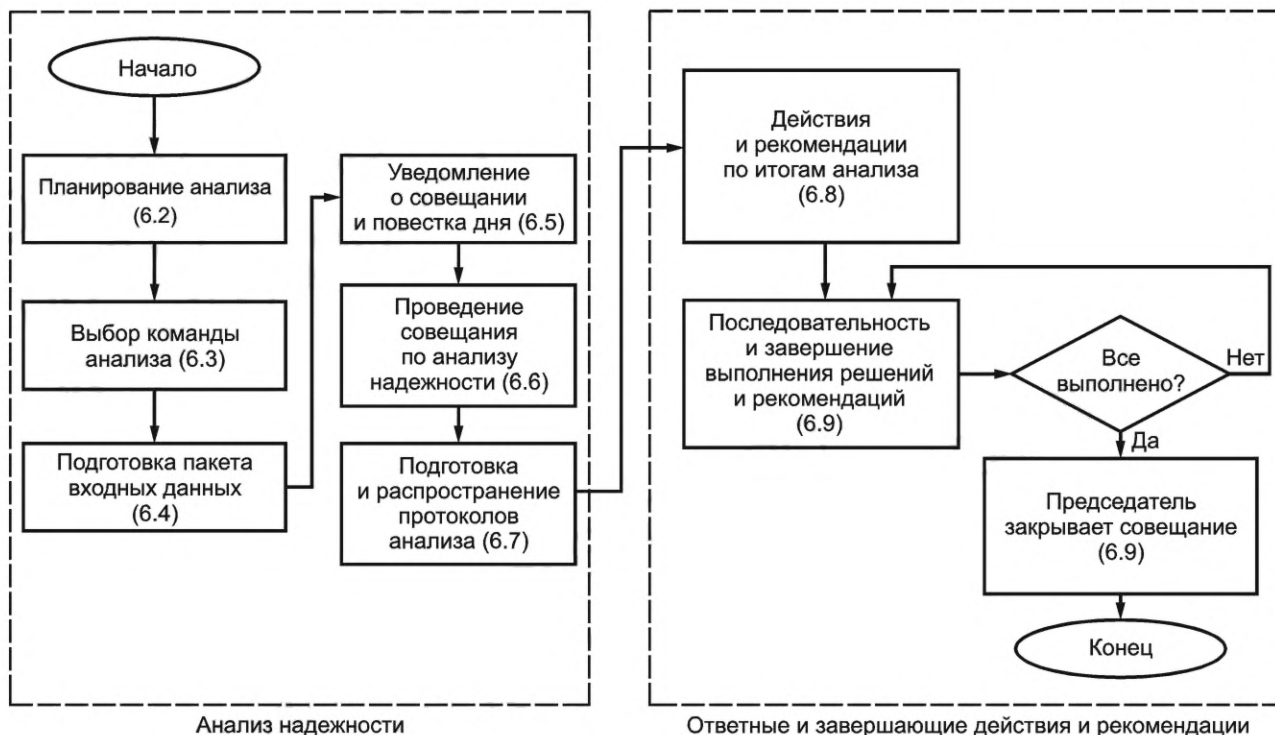 Начало
Планирование анализа
(6.2)
Выбор команды
анализа (6.3)
Подготовка пакета
входных данных
(6.4)
Уведомление
о совещании
и повестка дня (6.5)
Проведение
совещания
по анализу
надежности (6.6)
Подготовка
и распространение
протоколов
анализа (6.7)
Анализ надежности
Действия
и рекомендации
по итогам анализа
(6.8)
Последовательность
и завершение
выполнения решений
и рекомендаций
(6.9)
Все
выполнено?
Нет
Да
Председатель
закрывает совещание
(6.9)
Конец
Ответные и завершающие действия и рекомендации